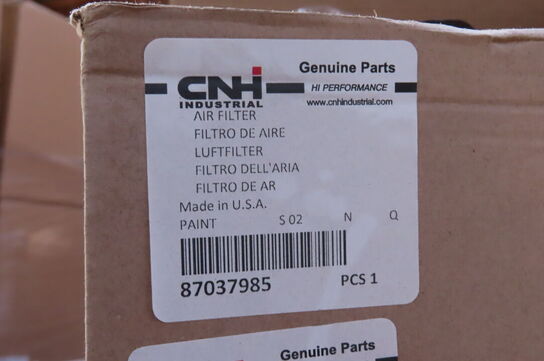 CNH
INDUSTRIAL
Genuine Parts
HI PERFORMANCE
www.cnhindustrial.com
AIR FILTER
FILTRO DE AIRE
LUFTFILTER
FILTRO DELL'ARIA
FILTRO DE AR
Made in U.S.A.
PAINT S 02 N Q
87037985 PCS 1
Genuine Parts